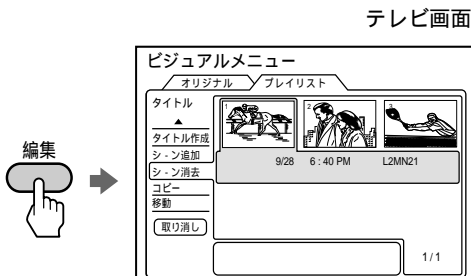 テレビ画面
ビジュアルメニュー
オリジナル プレイリスト
タイトル
▲
タイトル作成
シ-ン追加
シ-ン消去
コピー
移動
取り消し
編集
1 2 3
9/28 6:40 PM L2MN21
1/1